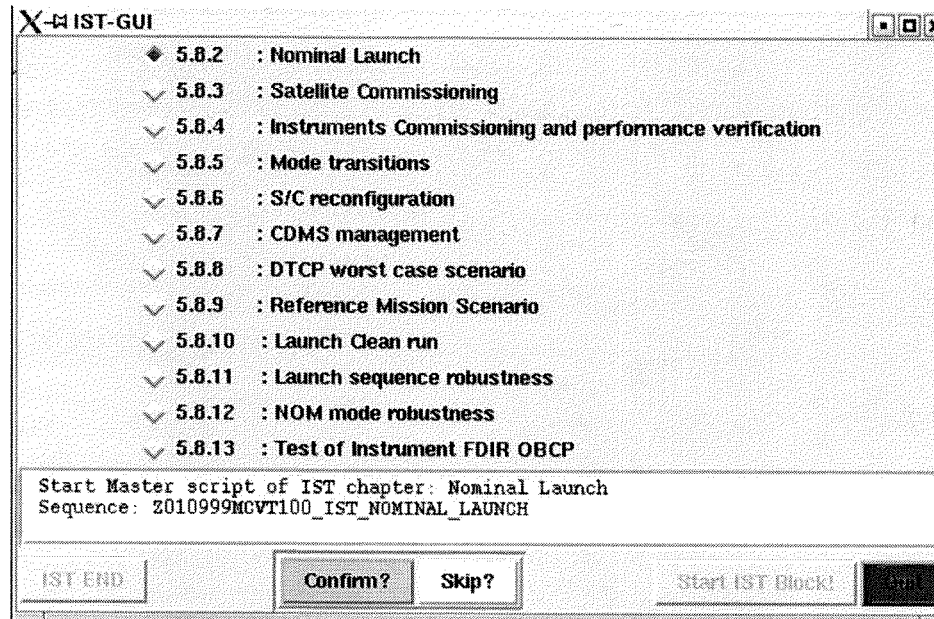 IST-GUI
5.8.2 : Nominal Launch
5.8.3 : Satellite Commissioning
5.8.4 : Instruments Commissioning and performance verification
5.8.5 : Mode transitions
5.8.6 : S/C reconfiguration
5.8.7 : CDMS management
5.8.8 : DTCP worst case scenario
5.8.9 : Reference Mission Scenario
5.8.10 : Launch Clean run
5.8.11 : Launch sequence robustness
5.8.12 : NOM mode robustness
5.8.13 : Test of Instrument FDIR OBCP
Start Master script of IST chapter: Nominal Launch
Sequence: Z010999MCVT100_IST_NOMINAL_LAUNCH
IST END Confirm? Skip? Start IST Block! Quit